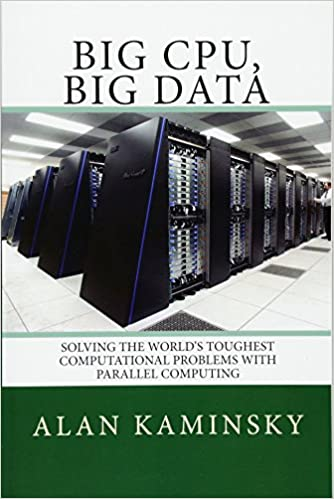 BIG CPU,
BIG DATA
SOLVING THE WORLD'S TOUGHEST
COMPUTATIONAL PROBLEMS WITH
PARALLEL COMPUTING
ALAN KAMINSKY